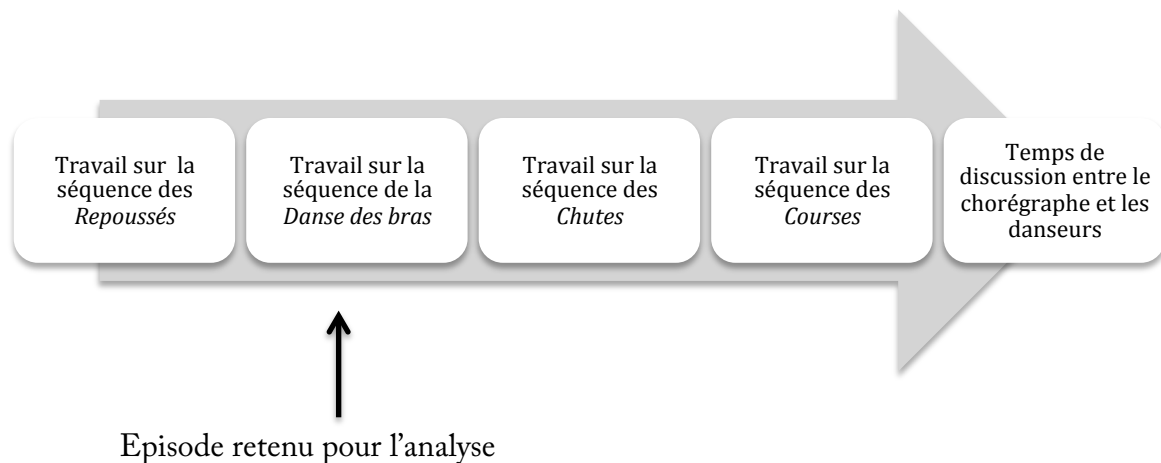 Travail sur la
séquence des
Repoussés
Travail sur la
séquence de la
Danse des bras
Travail sur la
séquence des
Chutes
Travail sur la
séquence des
Courses
Temps de
discussion entre le
chorégraphe et les
danseurs
Episode retenu pour l’analyse